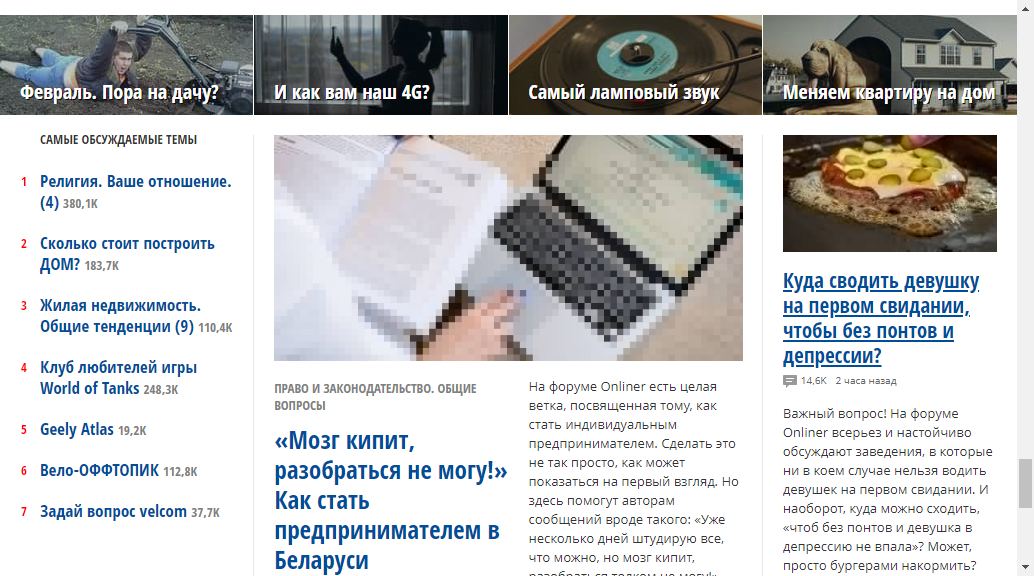 Февраль. Пора на дачу?
И как вам наш 4G?
Самый ламповый звук
Меняем квартиру на дом
САМЫЕ ОБСУЖДАЕМЫЕ ТЕМЫ
1 Религия. Ваше отношение.
(4) 380,1K
2 Сколько стоит построить
ДОМ? 183,7K
3 Жилая недвижимость.
Общие тенденции (9) 110,4K
4 Клуб любителей игры
World of Tanks 248,3K
5 Geely Atlas 19,2K
6 Вело-ОФФТОПИК 112,8K
7 Задай вопрос velcom 37,7K
ПРАВО И ЗАКОНОДАТЕЛЬСТВО. ОБЩИЕ
ВОПРОСЫ
«Мозг кипит,
разобраться не могу!»
Как стать
предпринимателем в
Беларуси
На форуме Onliner есть целая
ветка, посвященная тому, как
стать индивидуальным
предпринимателем. Сделать это
не так просто, как может
показаться на первый взгляд. Но
здесь помогут авторам
сообщений вроде такого: «Уже
несколько дней штудирую все,
что можно, но мозг кипит,
разобраться толком не могу!»
Куда сводить девушку
на первом свидании,
чтобы без понтов и
депрессии?
14,6K 2 часа назад
Важный вопрос! На форуме
Onliner всерьез и настойчиво
обсуждают заведения, в которые
ни в коем случае нельзя водить
девушек на первом свидании. И
наоборот, куда можно сходить,
«чтоб без понтов и девушка в
депрессию не впала»? Может,
просто бургерами накормить?